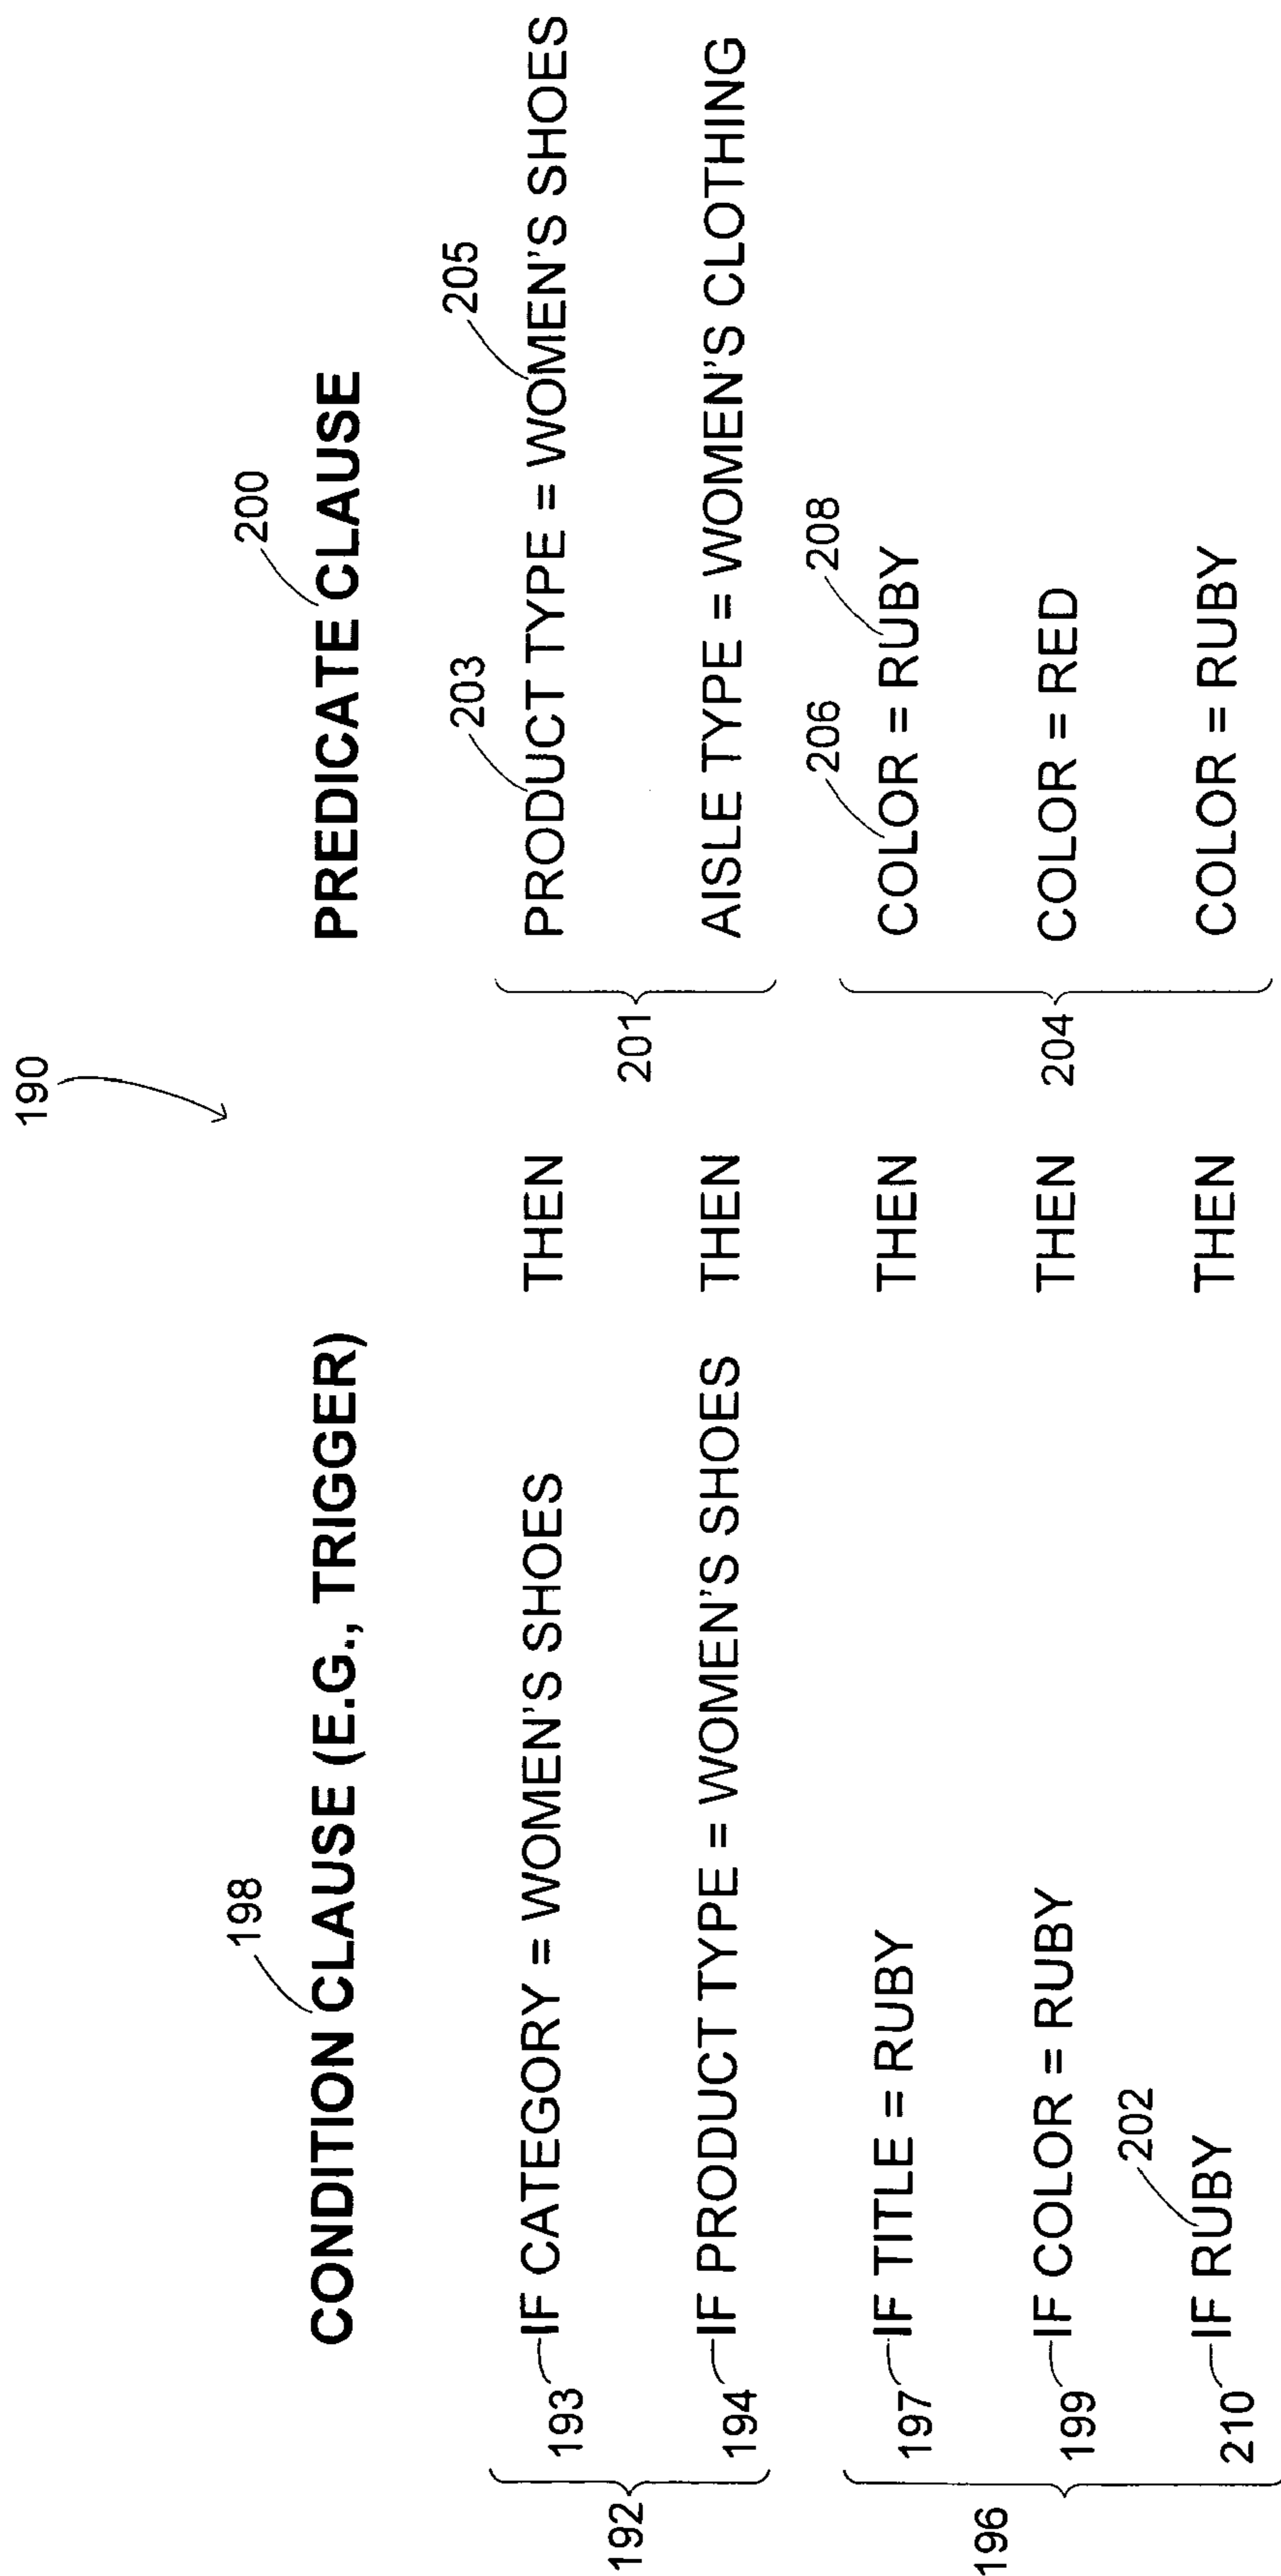 190
198
200
CONDITION CLAUSE (E.G., TRIGGER) PREDICATE CLAUSE
203 205
192 193 IF CATEGORY = WOMEN'S SHOES THEN 201 PRODUCT TYPE = WOMEN'S SHOES
194 IF PRODUCT TYPE = WOMEN'S SHOES THEN AISLE TYPE = WOMEN'S CLOTHING
206 208
196 197 IF TITLE = RUBY THEN 204 COLOR = RUBY
199 IF COLOR = RUBY THEN COLOR = RED
202
210 IF RUBY THEN COLOR = RUBY